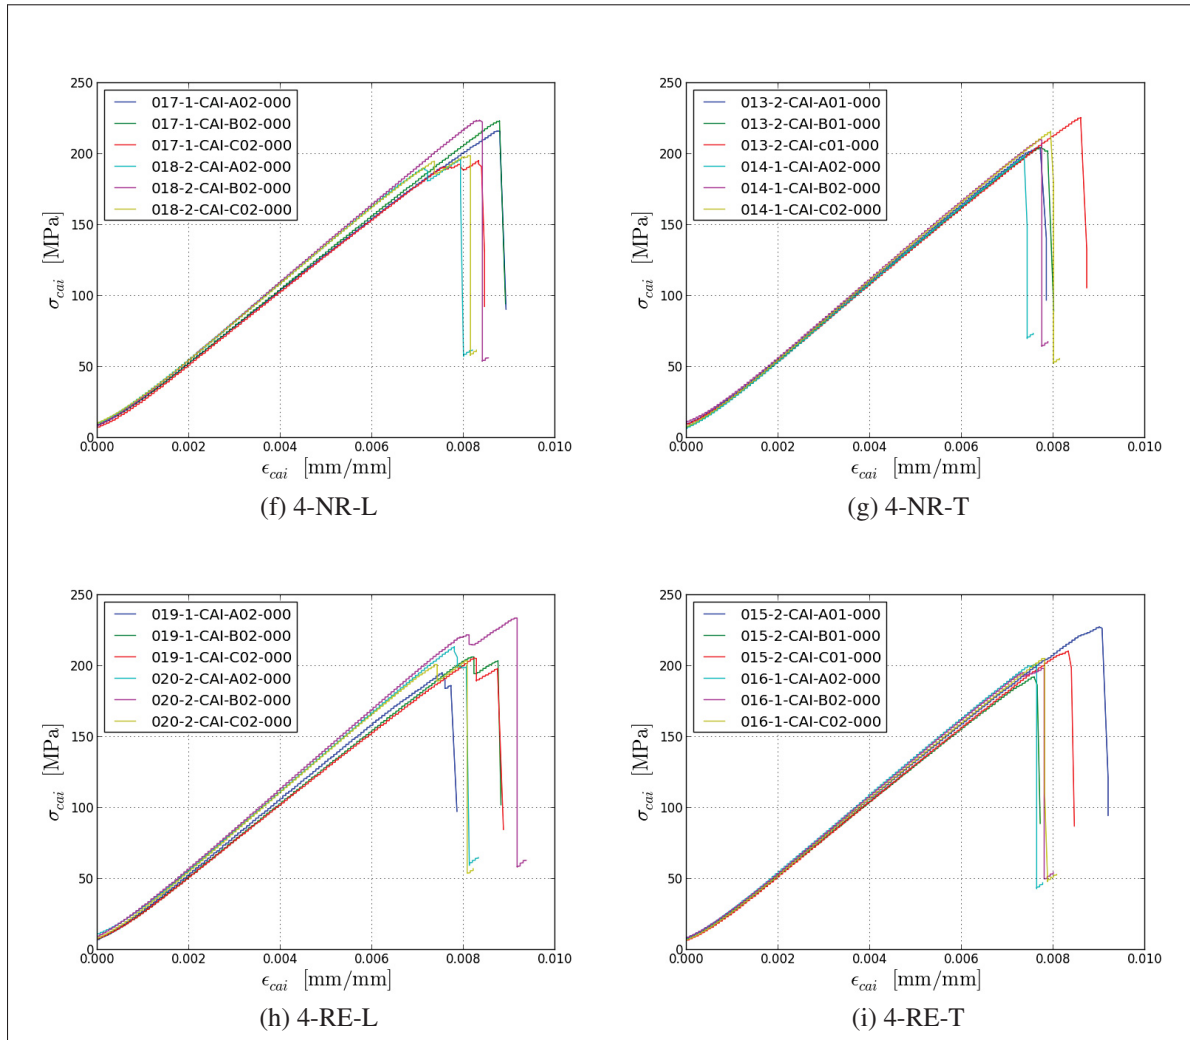 250
200
150
100
50
0
σcai [MPa]
017-1-CAI-A02-000
017-1-CAI-B02-000
017-1-CAI-C02-000
018-2-CAI-A02-000
018-2-CAI-B02-000
018-2-CAI-C02-000
0.000 0.002 0.004 0.006 0.008 0.010
ϵcai [mm/mm]
(f) 4-NR-L
250
200
150
100
50
0
σcai [MPa]
013-2-CAI-A01-000
013-2-CAI-B01-000
013-2-CAI-c01-000
014-1-CAI-A02-000
014-1-CAI-B02-000
014-1-CAI-C02-000
0.000 0.002 0.004 0.006 0.008 0.010
ϵcai [mm/mm]
(g) 4-NR-T
250
200
150
100
50
0
σcai [MPa]
019-1-CAI-A02-000
019-1-CAI-B02-000
019-1-CAI-C02-000
020-2-CAI-A02-000
020-2-CAI-B02-000
020-2-CAI-C02-000
0.000 0.002 0.004 0.006 0.008 0.010
ϵcai [mm/mm]
(h) 4-RE-L
250
200
150
100
50
0
σcai [MPa]
015-2-CAI-A01-000
015-2-CAI-B01-000
015-2-CAI-C01-000
016-1-CAI-A02-000
016-1-CAI-B02-000
016-1-CAI-C02-000
0.000 0.002 0.004 0.006 0.008 0.010
ϵcai [mm/mm]
(i) 4-RE-T